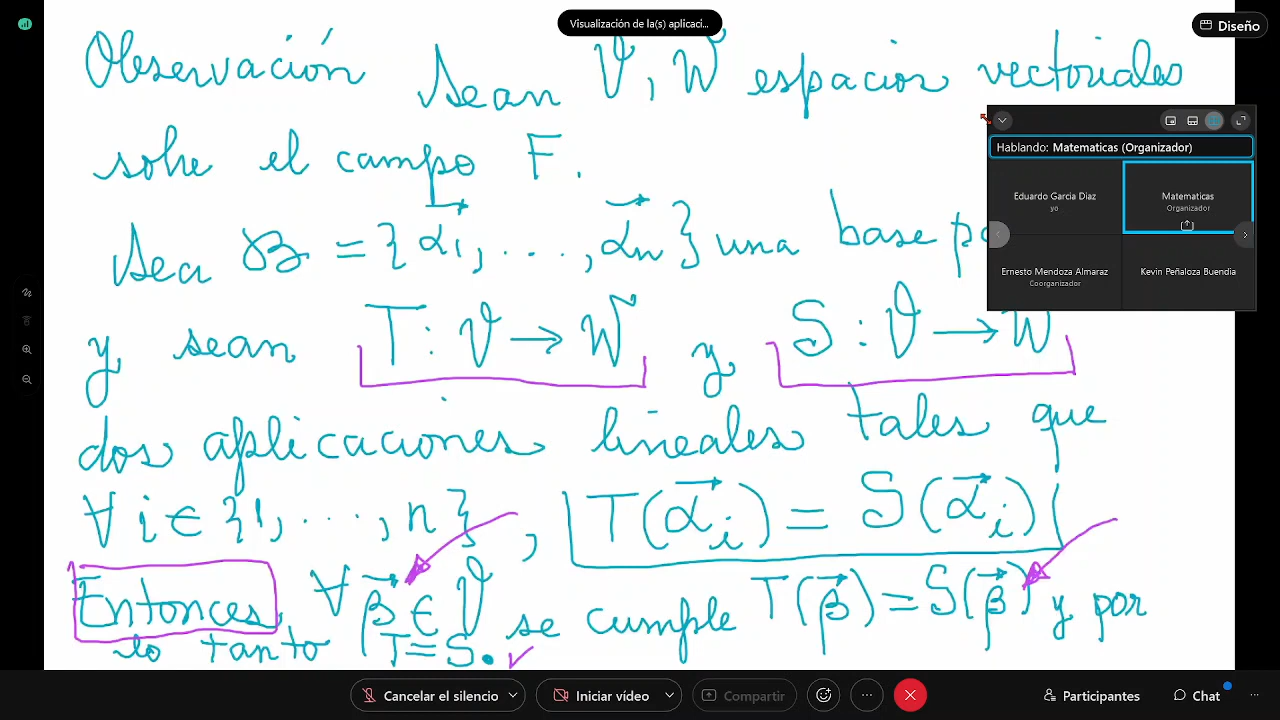 Visualización de la(s) aplicaci...
Diseño
Observación Sean V, W espacios vectoriales
sobre el campo F.
Sea ℬ = {α⃗1, ..., α⃗n} una base pa
y sean T : V → W y S : V → W
dos aplicaciones lineales tales que
∀ i ∈ {1, ..., n}, T(α⃗i) = S(α⃗i)
Entonces, ∀ β⃗ ∈ V se cumple T(β⃗) = S(β⃗) y por
lo tanto T = S.
Hablando: Matematicas (Organizador)
Eduardo Garcia Diaz
yo
Matematicas
Organizador
Ernesto Mendoza Almaraz
Coorganizador
Kevin Peñaloza Buendia
Cancelar el silencio
Iniciar vídeo
Compartir
Participantes
Chat